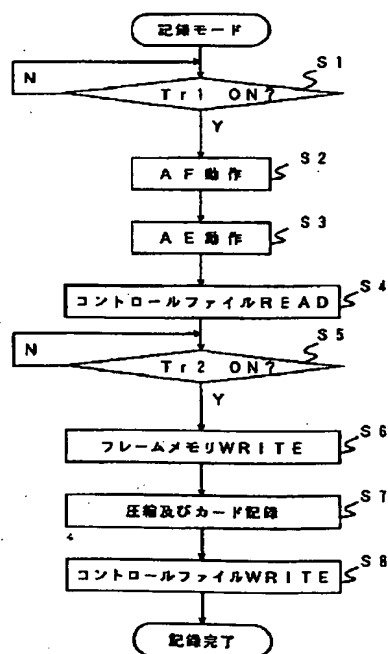 記録モード
S1
N
Tr1 ON?
Y
S2
AF動作
S3
AE動作
S4
コントロールファイルREAD
S5
N
Tr2 ON?
Y
S6
フレームメモリWRITE
S7
圧縮及びカード記録
S8
コントロールファイルWRITE
記録完了